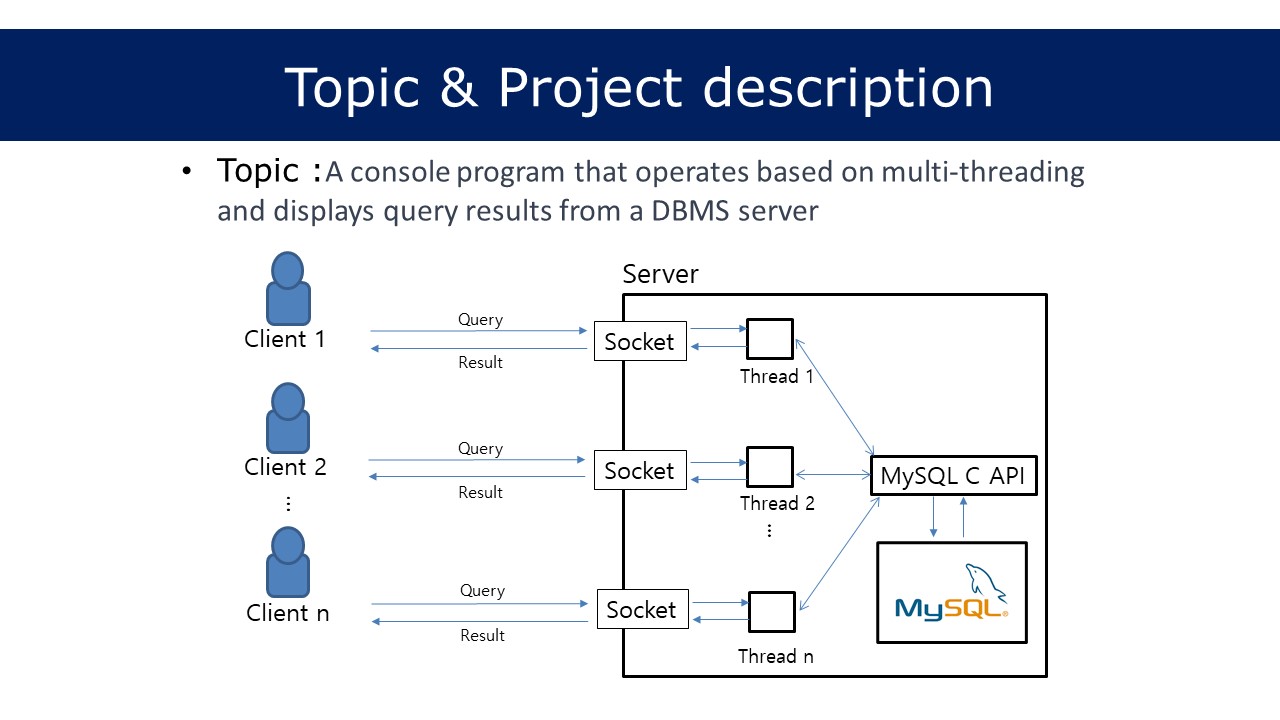 Topic & Project description
• Topic : A console program that operates based on multi-threading
and displays query results from a DBMS server
Server
Client 1
Query
Result
Socket
Thread 1
Client 2
Query
Result
Socket
Thread 2
MySQL C API
⋮
⋮
Client n
Query
Result
Socket
Thread n
MySQL®